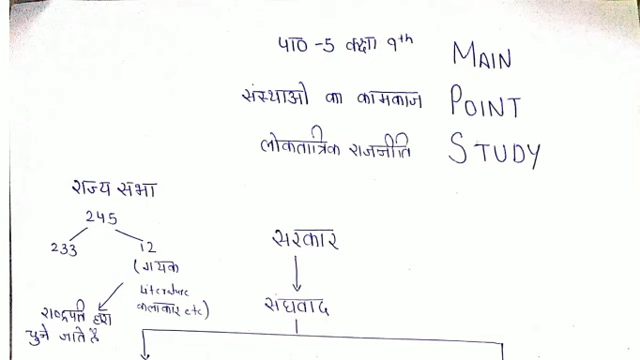 पाठ-5 कक्षा 9th
MAIN
संस्थाओ का कामकाज
POINT
लोकतांत्रिक राजनीति
STUDY
राज्य सभा
245
233 12
(गायक
literature
कलाकार etc)
राष्ट्रपति द्वारा
चुने जाते है
सरकार
संघवाद